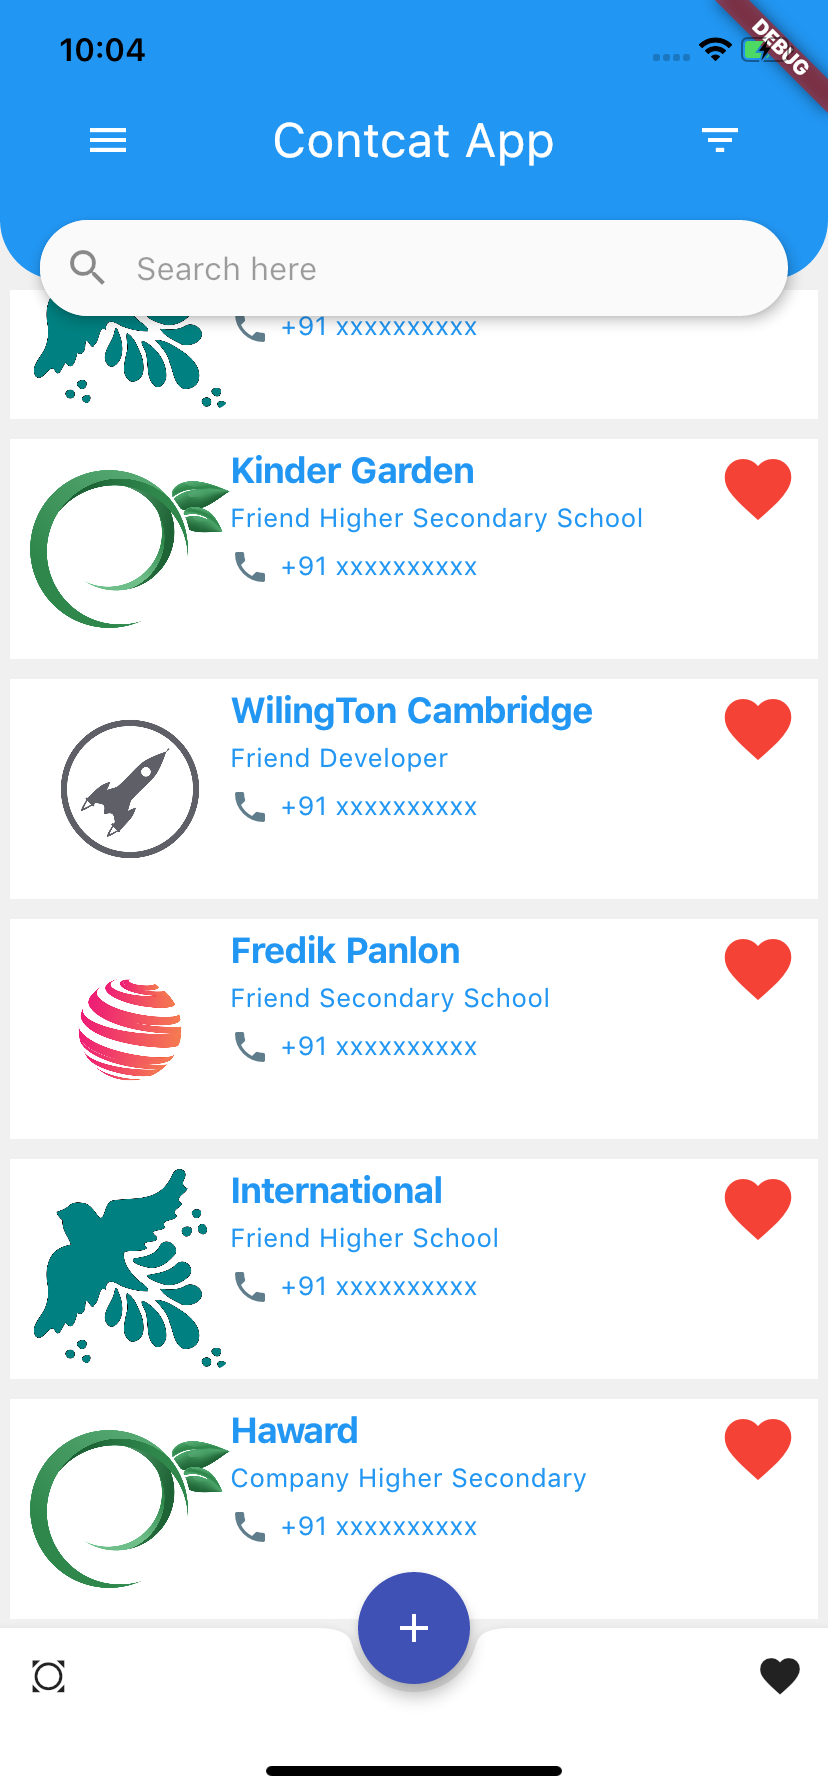 10:04
DEBUG
Contcat App
Search here
+91 xxxxxxxxxx
Kinder Garden
Friend Higher Secondary School
+91 xxxxxxxxxx
WilingTon Cambridge
Friend Developer
+91 xxxxxxxxxx
Fredik Panlon
Friend Secondary School
+91 xxxxxxxxxx
International
Friend Higher School
+91 xxxxxxxxxx
Haward
Company Higher Secondary
+91 xxxxxxxxxx